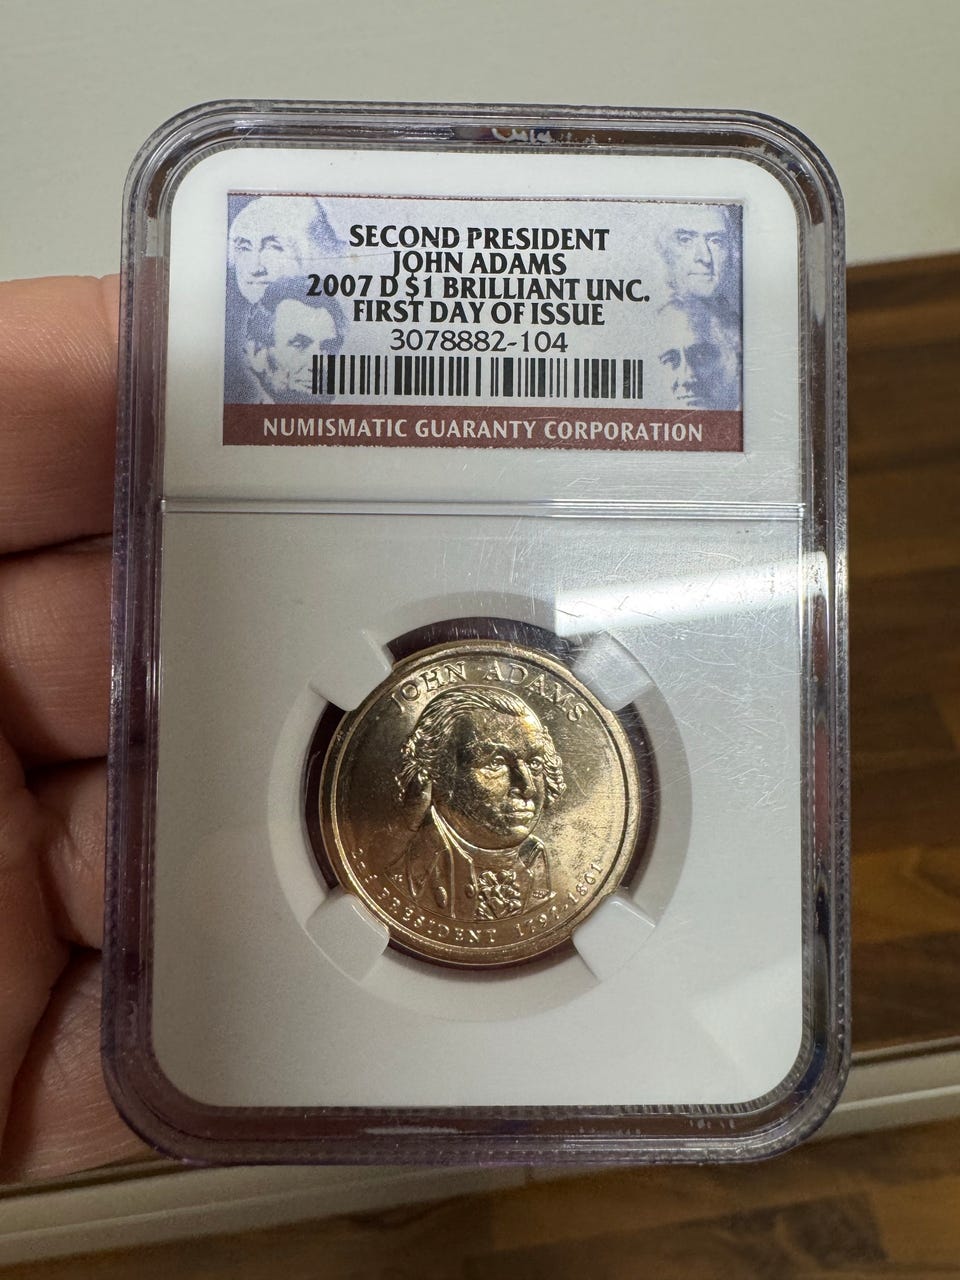 SECOND PRESIDENT
JOHN ADAMS
2007 D $1 BRILLIANT UNC.
FIRST DAY OF ISSUE
3078882-104
NUMISMATIC GUARANTY CORPORATION
JOHN ADAMS
2nd PRESIDENT 1797-1801